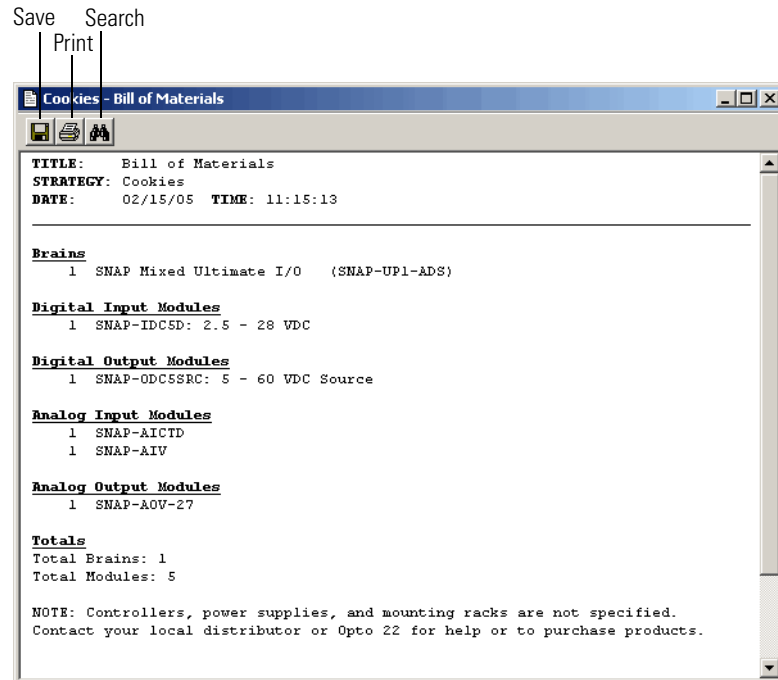 Save Search
Print
Cookies - Bill of Materials
TITLE: Bill of Materials
STRATEGY: Cookies
DATE: 02/15/05 TIME: 11:15:13
Brains
1 SNAP Mixed Ultimate I/O (SNAP-UP1-ADS)
Digital Input Modules
1 SNAP-IDC5D: 2.5 - 28 VDC
Digital Output Modules
1 SNAP-ODC5SRC: 5 - 60 VDC Source
Analog Input Modules
1 SNAP-AICTD
1 SNAP-AIV
Analog Output Modules
1 SNAP-AOV-27
Totals
Total Brains: 1
Total Modules: 5
NOTE: Controllers, power supplies, and mounting racks are not specified.
Contact your local distributor or Opto 22 for help or to purchase products.